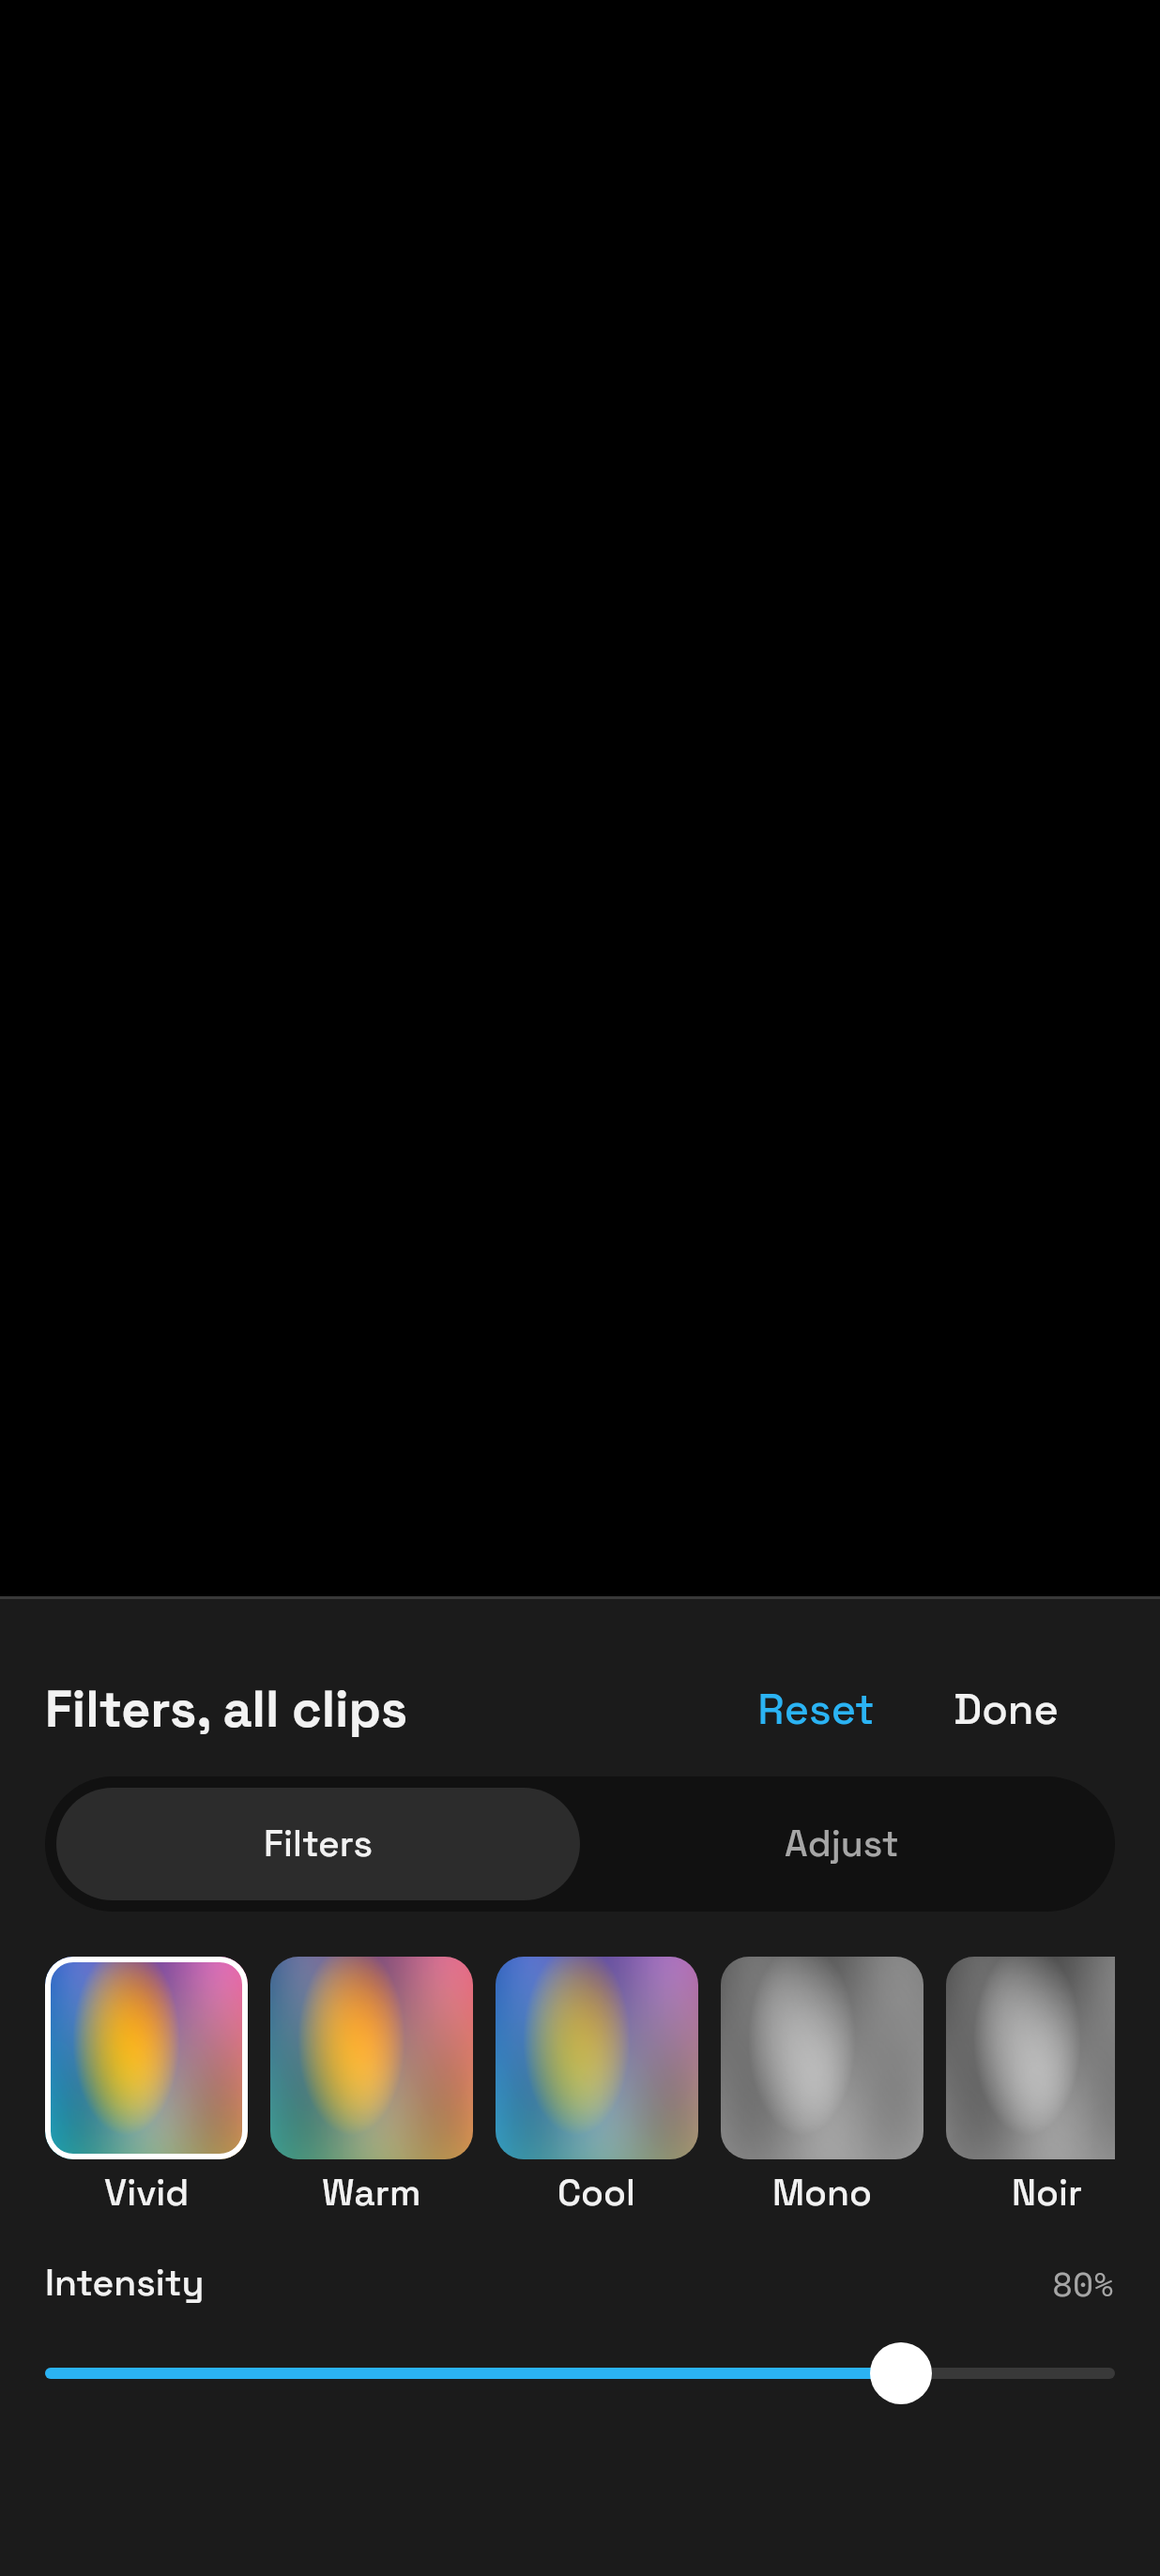 Filters, all clips
Reset
Done
Filters
Adjust
Vivid
Warm
Cool
Mono
Noir
Intensity
80%